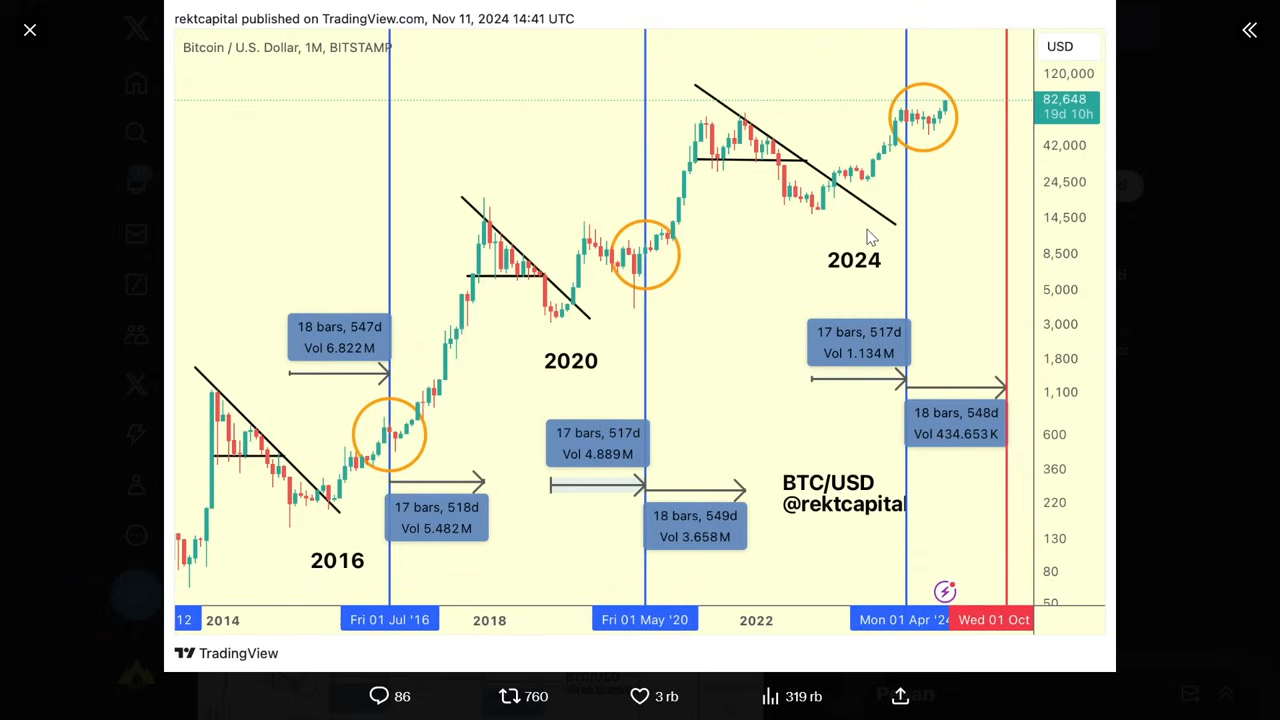 rektcapital published on TradingView.com, Nov 11, 2024 14:41 UTC
Bitcoin / U.S. Dollar, 1M, BITSTAMP
USD
120,000
82,648
19d 10h
42,000
24,500
14,500
8,500
5,000
3,000
1,800
1,100
600
360
220
130
80
50
2024
18 bars, 547d
Vol 6.822M
17 bars, 517d
Vol 1.134M
2020
18 bars, 548d
Vol 434.653K
17 bars, 517d
Vol 4.889M
BTC/USD
@rektcapital
17 bars, 518d
Vol 5.482M
18 bars, 549d
Vol 3.658M
2016
12
2014
Fri 01 Jul '16
2018
Fri 01 May '20
2022
Mon 01 Apr '24
Wed 01 Oct
TradingView
86
760
3 rb
319 rb